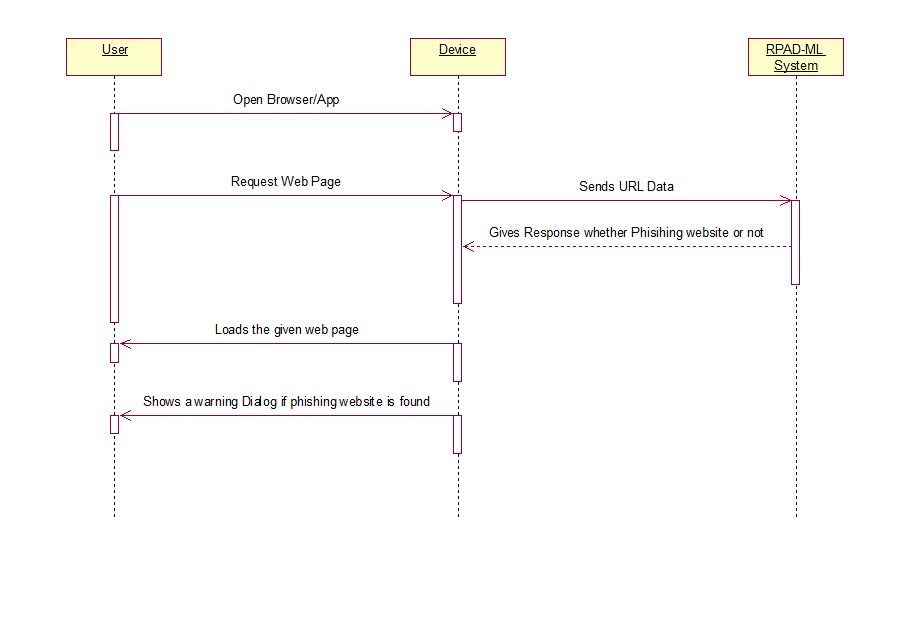 User
Device
RPAD-ML
System
Open Browser/App
Request Web Page
Sends URL Data
Gives Response whether Phisihing website or not
Loads the given web page
Shows a warning Dialog if phishing website is found